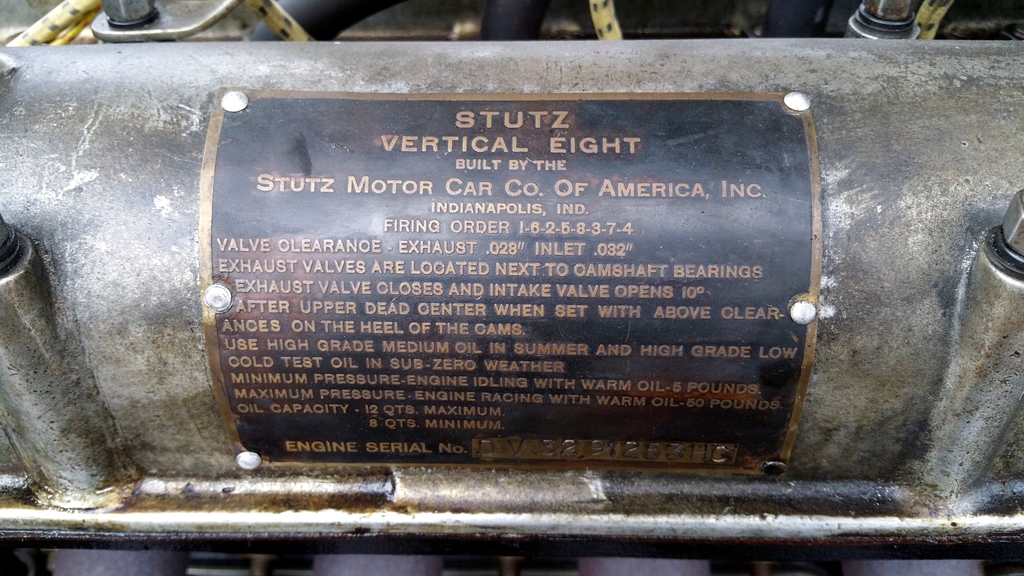 STUTZ
VERTICAL EIGHT
BUILT BY THE
STUTZ MOTOR CAR CO. OF AMERICA, INC.
INDIANAPOLIS, IND.
FIRING ORDER 1-6-2-5-8-3-7-4
VALVE CLEARANCE - EXHAUST .028" INLET .032"
EXHAUST VALVES ARE LOCATED NEXT TO CAMSHAFT BEARINGS
EXHAUST VALVE CLOSES AND INTAKE VALVE OPENS 10º
AFTER UPPER DEAD CENTER WHEN SET WITH ABOVE CLEAR-
ANCES ON THE HEEL OF THE CAMS.
USE HIGH GRADE MEDIUM OIL IN SUMMER AND HIGH GRADE LOW
COLD TEST OIL IN SUB-ZERO WEATHER
MINIMUM PRESSURE-ENGINE IDLING WITH WARM OIL-5 POUNDS.
MAXIMUM PRESSURE-ENGINE RACING WITH WARM OIL-50 POUNDS.
OIL CAPACITY - 12 QTS. MAXIMUM.
8 QTS. MINIMUM.
ENGINE SERIAL No.